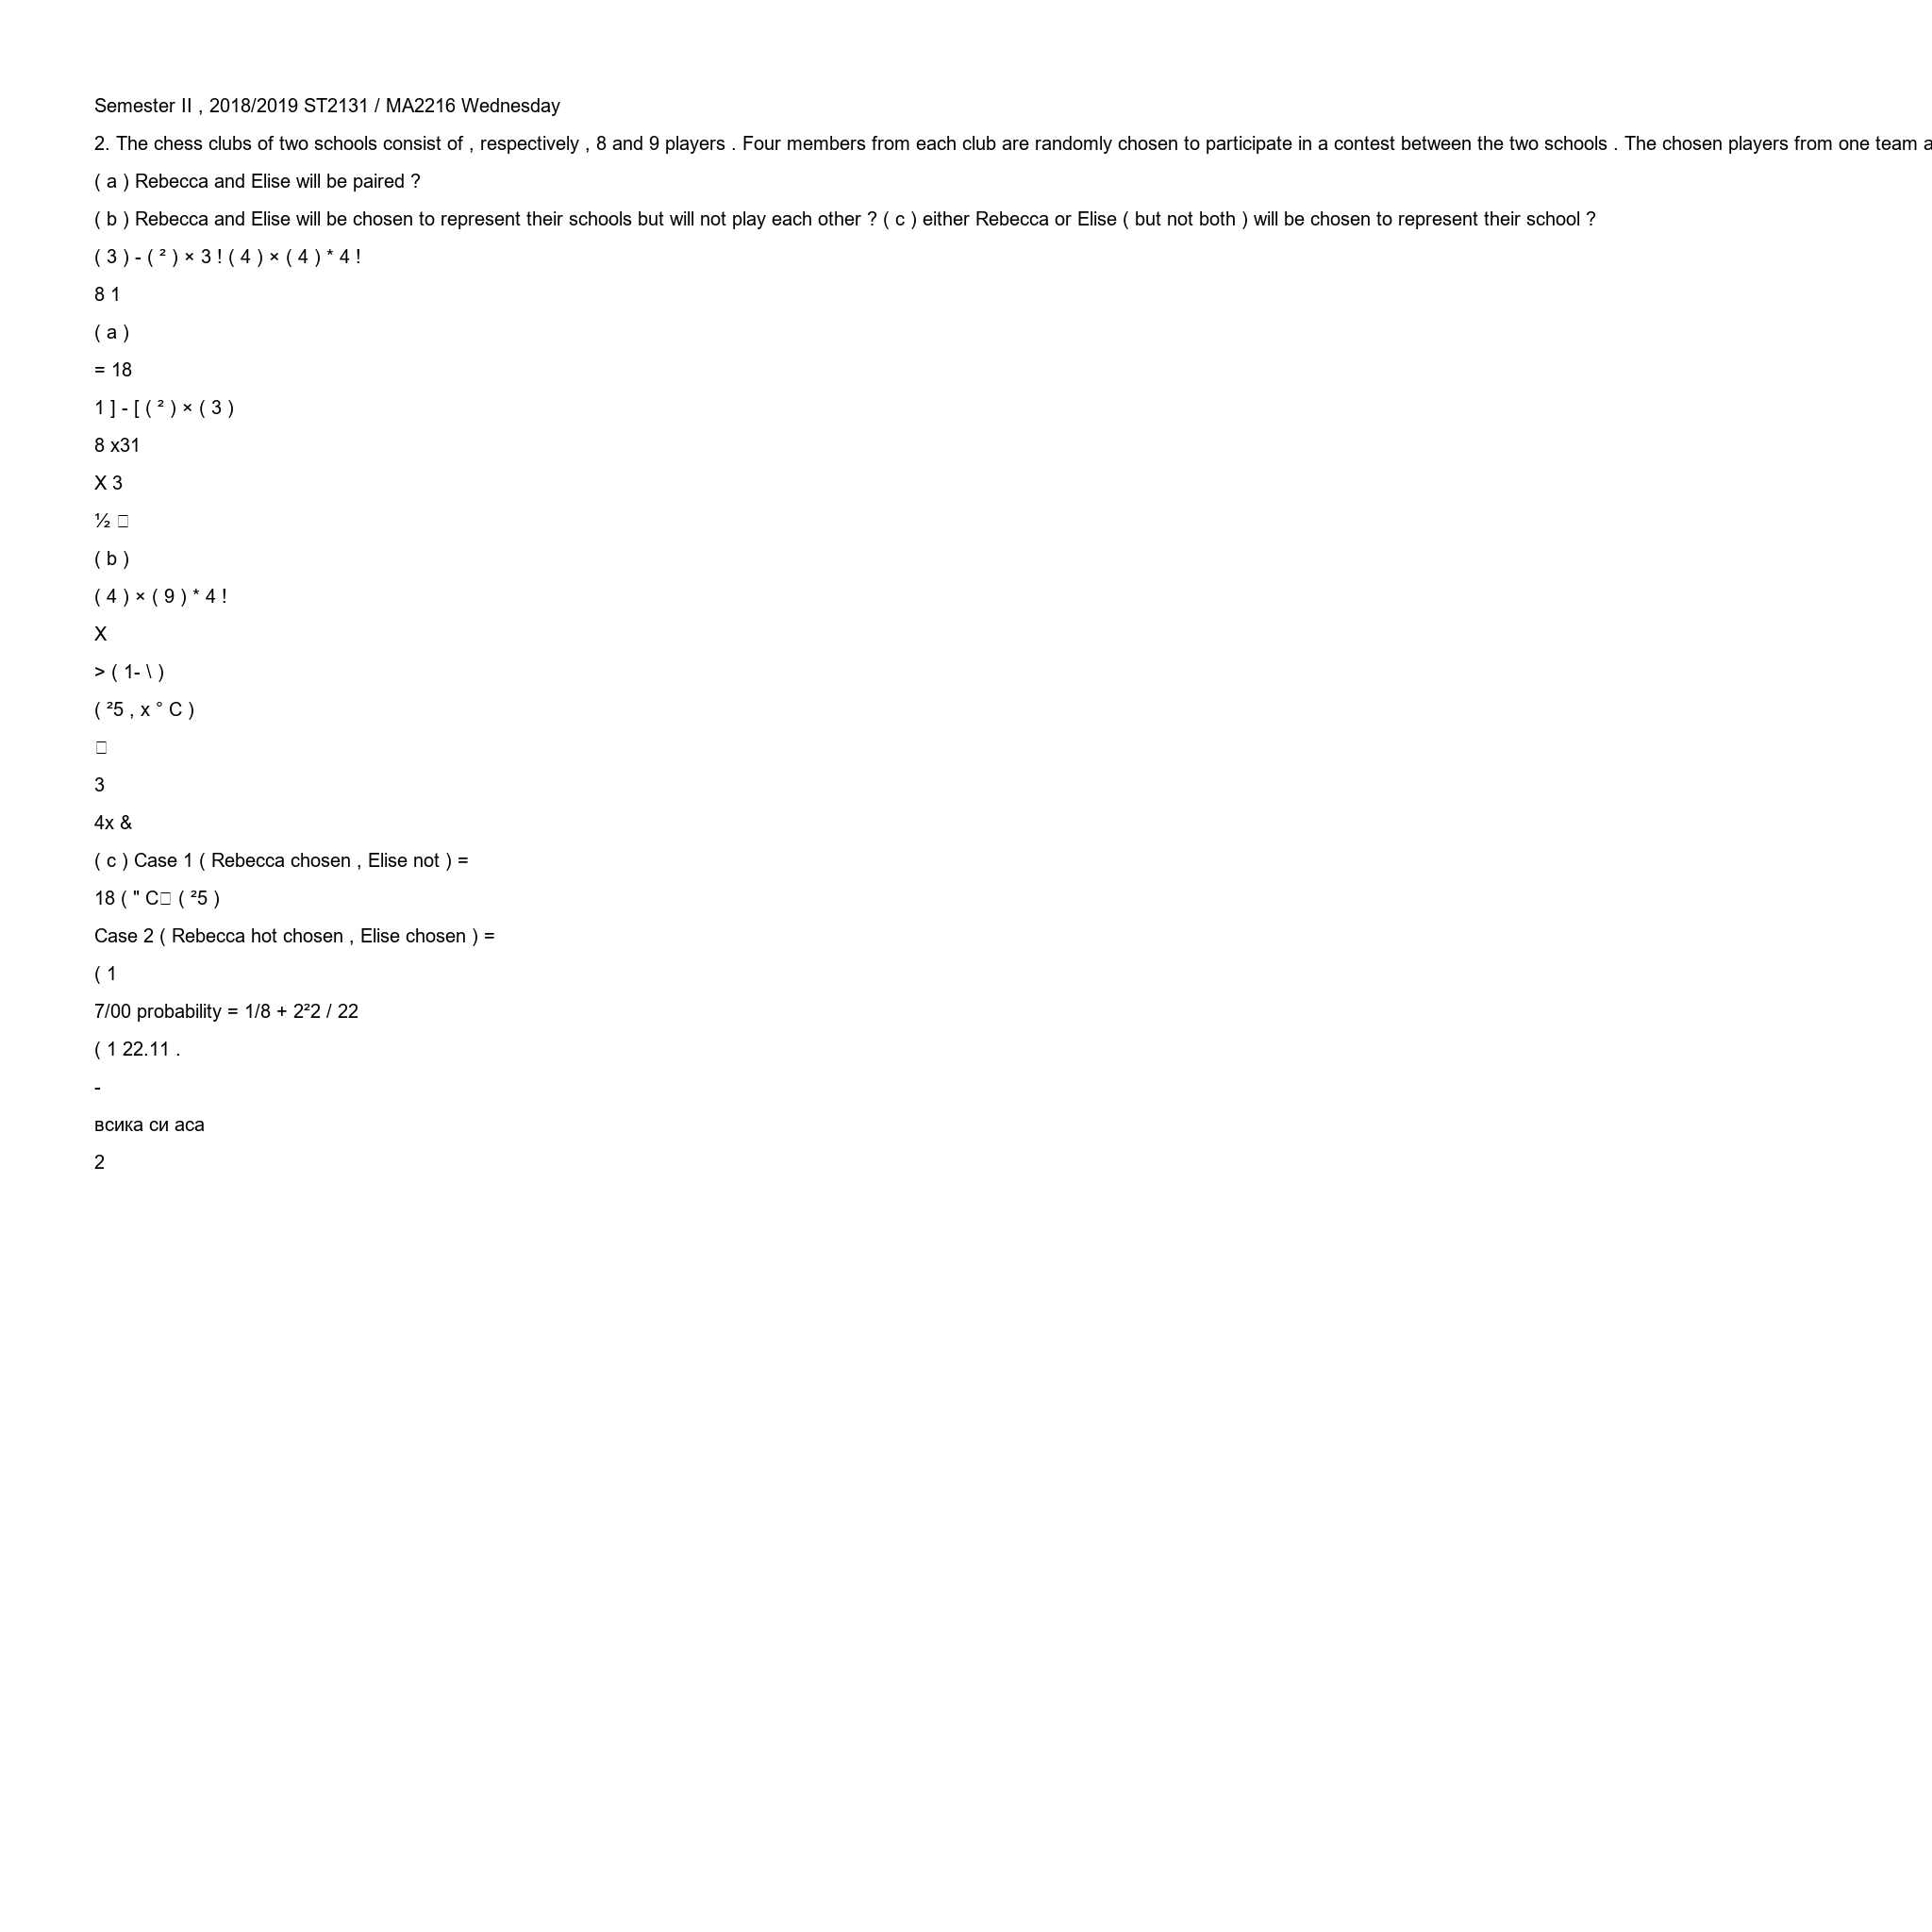 Semester II , 2018/2019 ST2131 / MA2216 Wednesday
2. The chess clubs of two schools consist of , respectively , 8 and 9 players . Four members from each club are randomly chosen to participate in a contest between the two schools . The chosen players from one team a
( a ) Rebecca and Elise will be paired ?
( b ) Rebecca and Elise will be chosen to represent their schools but will not play each other ? ( c ) either Rebecca or Elise ( but not both ) will be chosen to represent their school ?
( 3 ) - ( ² ) × 3 ! ( 4 ) × ( 4 ) * 4 !
8 1
( a )
= 18
1 ] - [ ( ² ) × ( 3 )
8 x31
X 3
½ □
( b )
( 4 ) × ( 9 ) * 4 !
X
> ( 1- \ )
( ²5 , x ° C )
□
3
4x &
( c ) Case 1 ( Rebecca chosen , Elise not ) =
18 ( " C□ ( ²5 )
Case 2 ( Rebecca hot chosen , Elise chosen ) =
( 1
7/00 probability = 1/8 + 2²2 / 22
( 1 22.11 .
-
всика си аса
2